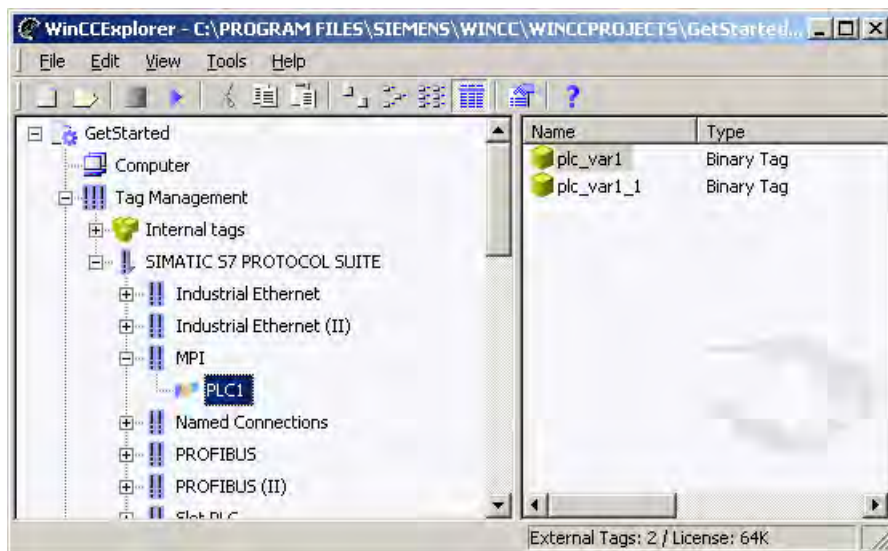 WinCCExplorer - C:\PROGRAM FILES\SIEMENS\WINCC\WINCCPROJECTS\GetStarted...
File Edit View Tools Help
GetStarted
Computer
Tag Management
Internal tags
SIMATIC S7 PROTOCOL SUITE
Industrial Ethernet
Industrial Ethernet (II)
MPI
PLC1
Named Connections
PROFIBUS
PROFIBUS (II)
Slot PLC
Name Type
plc_var1 Binary Tag
plc_var1_1 Binary Tag
External Tags: 2 / License: 64K